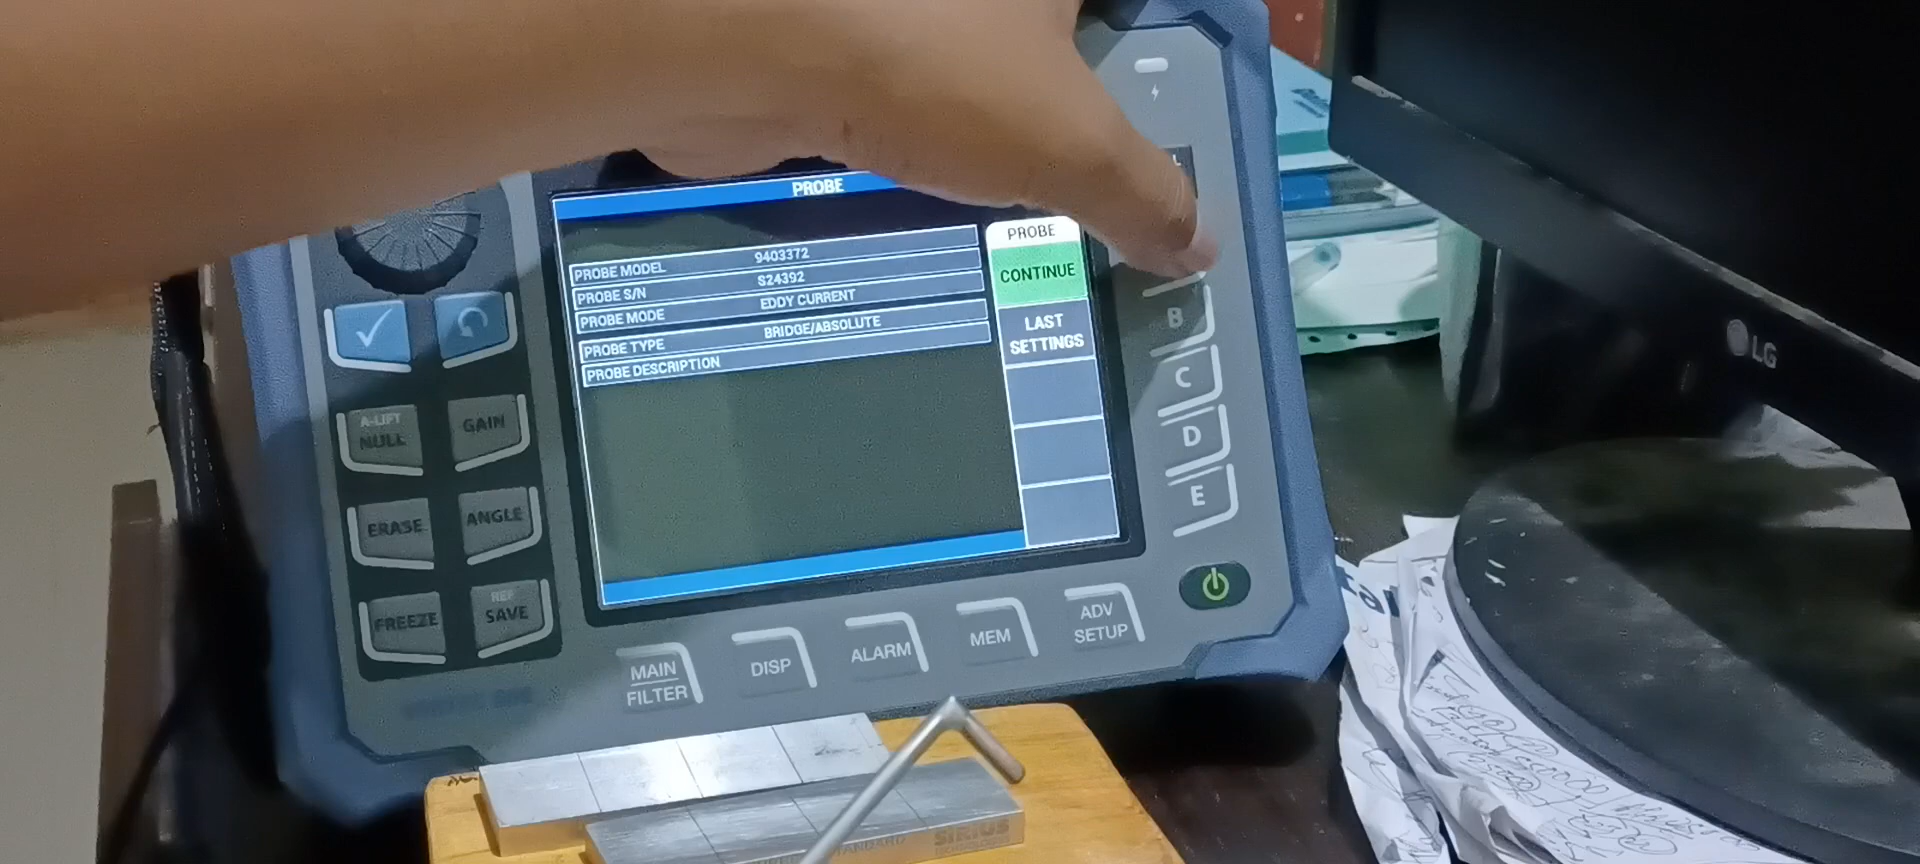 PROBE
PROBE
PROBE MODEL 9403372
PROBE S/N S24392
PROBE MODE EDDY CURRENT
PROBE TYPE BRIDGE/ABSOLUTE
PROBE DESCRIPTION
CONTINUE
LAST
SETTINGS
B
C
D
E
A-LIFT
NULL
GAIN
ERASE
ANGLE
FREEZE
REF
SAVE
MAIN
FILTER
DISP
ALARM
MEM
ADV
SETUP
LG
STANDARD
SIRIUS